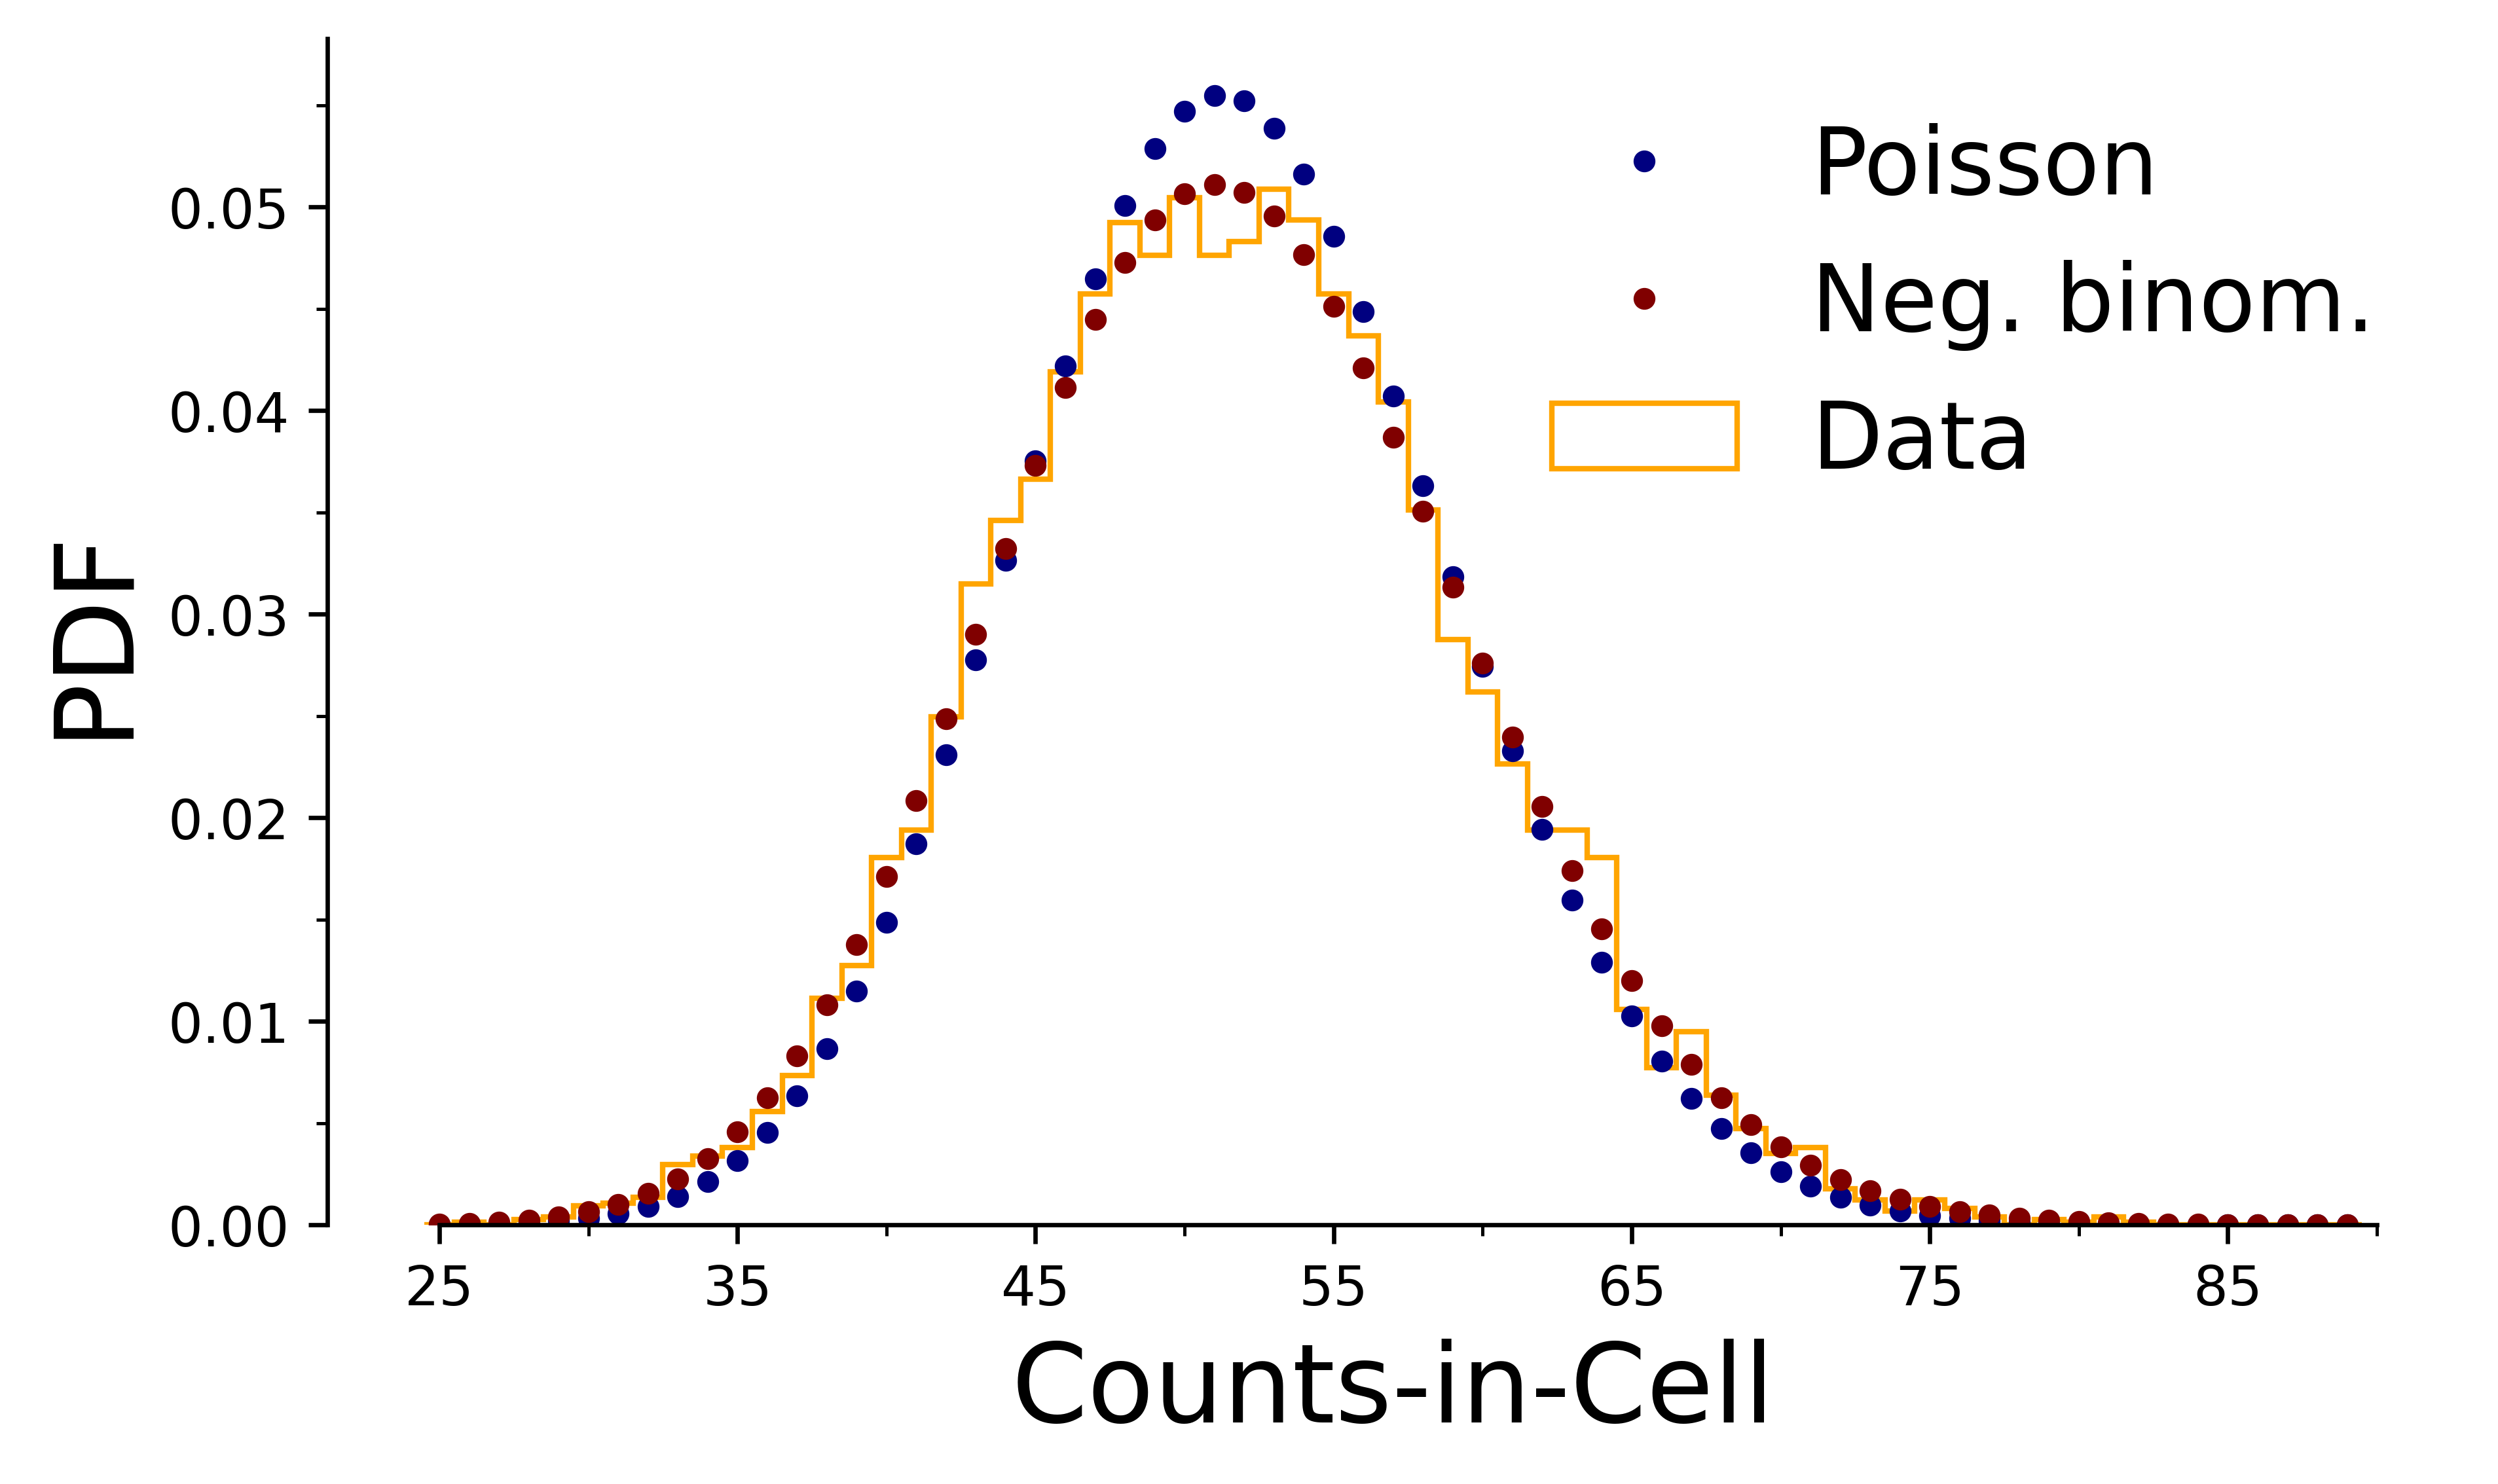 Poisson
Neg. binom.
Data
PDF
0.05
0.04
0.03
0.02
0.01
0.00
25 35 45 55 65 75 85
Counts-in-Cell